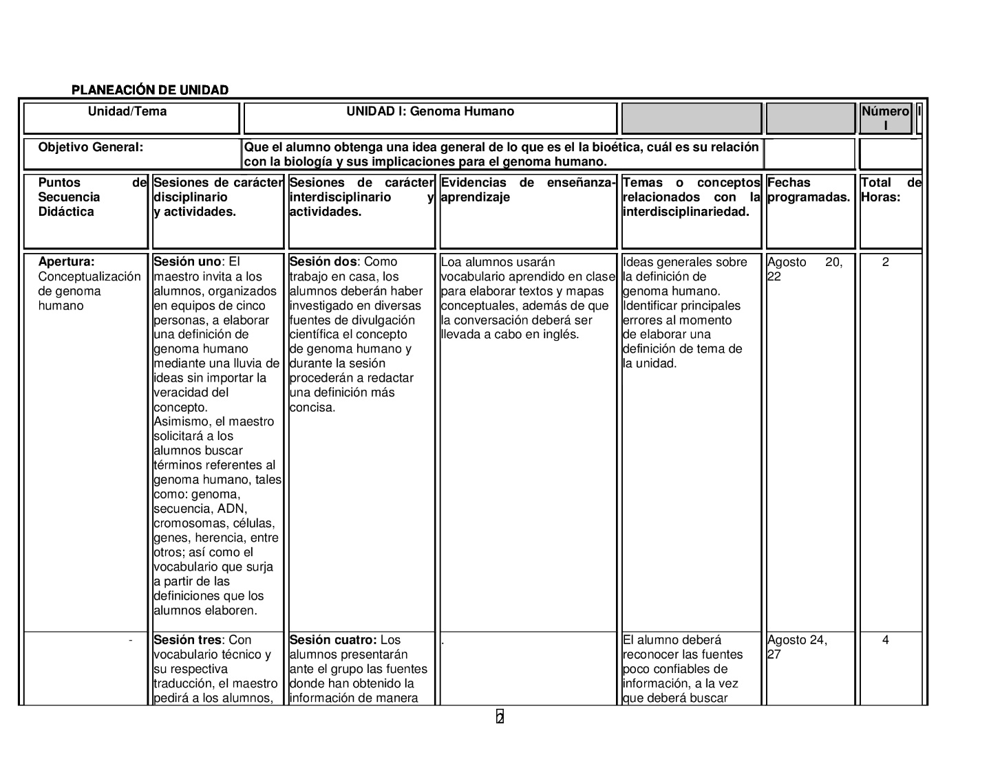 PLANEACIÓN DE UNIDAD
Unidad/Tema
UNIDAD I: Genoma Humano
Número
I
I
Objetivo General:
Que el alumno obtenga una idea general de lo que es el la bioética, cuál es su relación
con la biología y sus implicaciones para el genoma humano.
Puntos de
Secuencia
Didáctica
Sesiones de carácter
disciplinario
y actividades.
Sesiones de carácter
interdisciplinario y
actividades.
Evidencias de enseñanza-
aprendizaje
Temas o conceptos
relacionados con la
interdisciplinariedad.
Fechas
programadas.
Total de
Horas:
Apertura:
Conceptualización
de genoma
humano
Sesión uno: El
maestro invita a los
alumnos, organizados
en equipos de cinco
personas, a elaborar
una definición de
genoma humano
mediante una lluvia de
ideas sin importar la
veracidad del
concepto.
Asimismo, el maestro
solicitará a los
alumnos buscar
términos referentes al
genoma humano, tales
como: genoma,
secuencia, ADN,
cromosomas, células,
genes, herencia, entre
otros; así como el
vocabulario que surja
a partir de las
definiciones que los
alumnos elaboren.
Sesión dos: Como
trabajo en casa, los
alumnos deberán haber
investigado en diversas
fuentes de divulgación
científica el concepto
de genoma humano y
durante la sesión
procederán a redactar
una definición más
concisa.
Loa alumnos usarán
vocabulario aprendido en clase
para elaborar textos y mapas
conceptuales, además de que
la conversación deberá ser
llevada a cabo en inglés.
Ideas generales sobre
la definición de
genoma humano.
Identificar principales
errores al momento
de elaborar una
definición de tema de
la unidad.
Agosto 20,
22
2
-
Sesión tres: Con
vocabulario técnico y
su respectiva
traducción, el maestro
pedirá a los alumnos,
Sesión cuatro: Los
alumnos presentarán
ante el grupo las fuentes
donde han obtenido la
información de manera
.
El alumno deberá
reconocer las fuentes
poco confiables de
información, a la vez
que deberá buscar
Agosto 24,
27
4
2